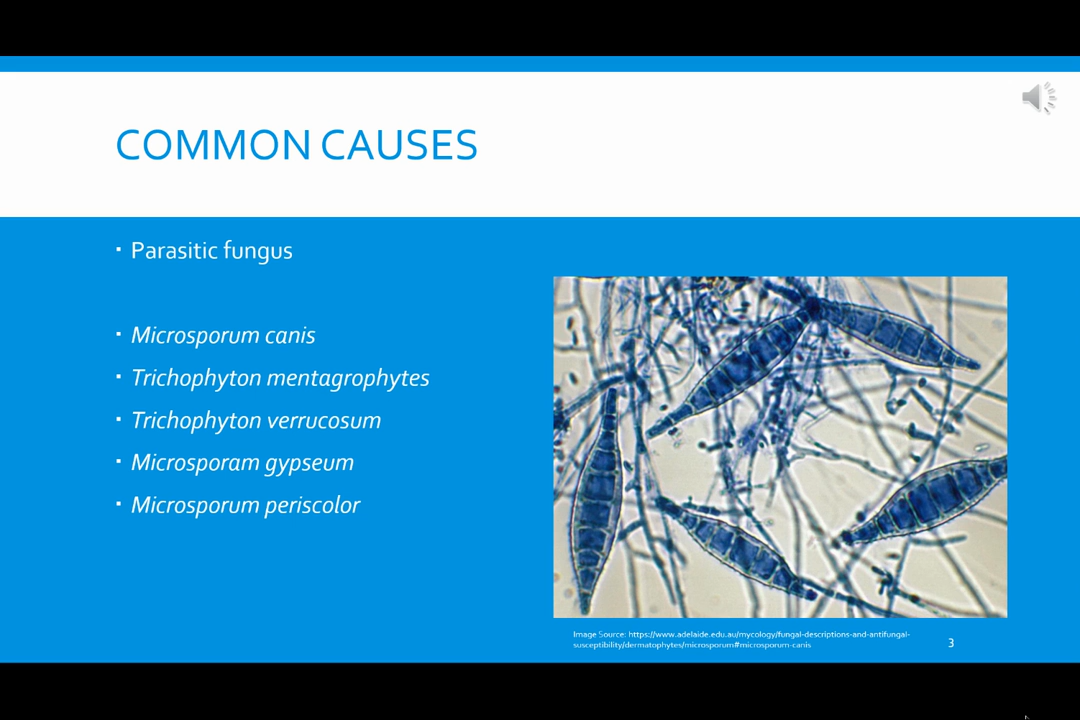 COMMON CAUSES
▪ Parasitic fungus
▪ Microsporum canis
▪ Trichophyton mentagrophytes
▪ Trichophyton verrucosum
▪ Microsporam gypseum
▪ Microsporum periscolor
Image Source: https://www.adelaide.edu.au/mycology/fungal-descriptions-and-antifungal-
susceptibility/dermatophytes/microsporum#microsporum-canis
3